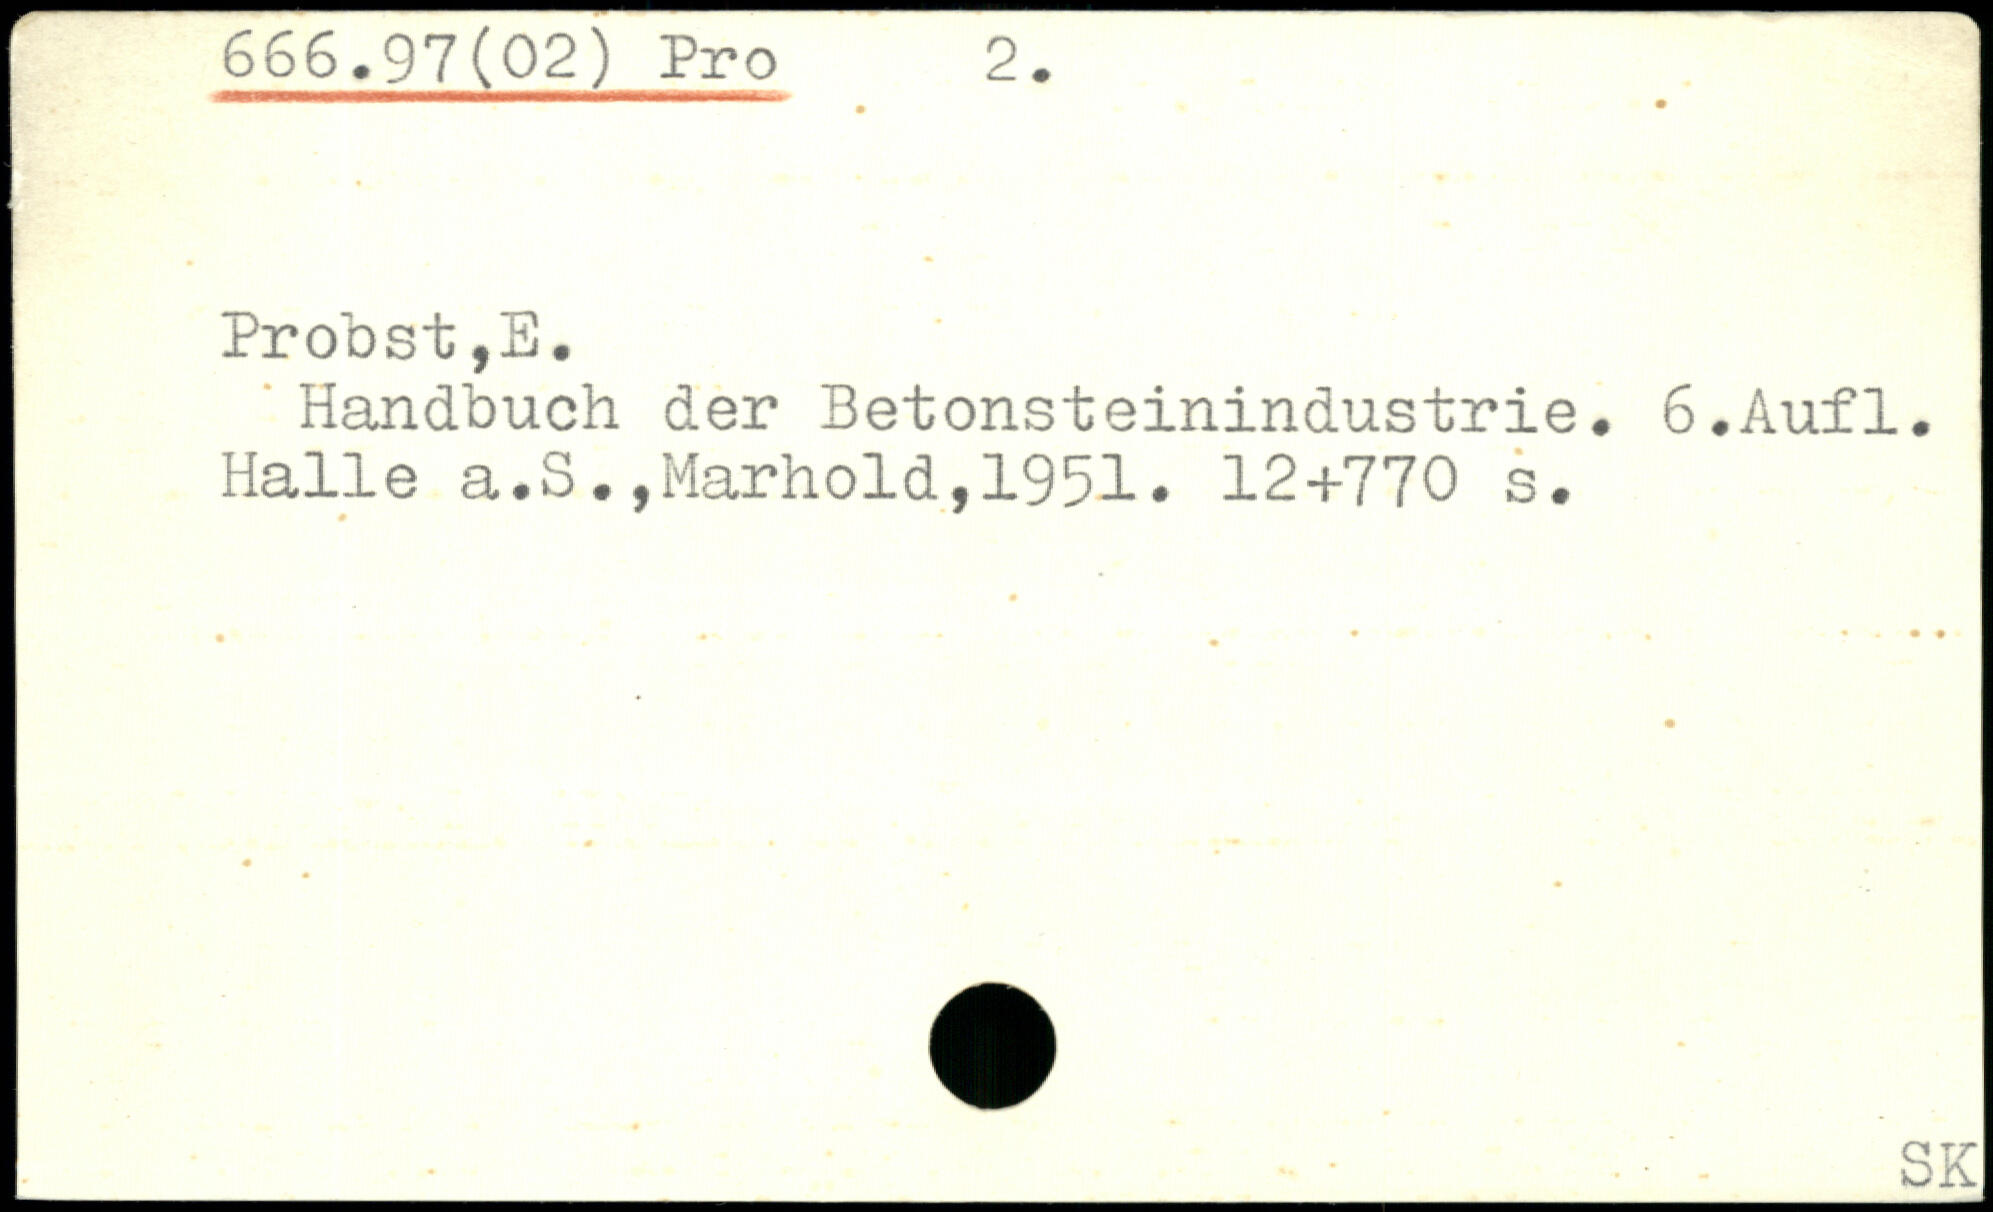 666.97(02) Pro 2.
Probst,E.
Handbuch der Betonsteinindustrie. 6.Aufl.
Halle a.S.,Marhold,1951. 12+770 s.
SK